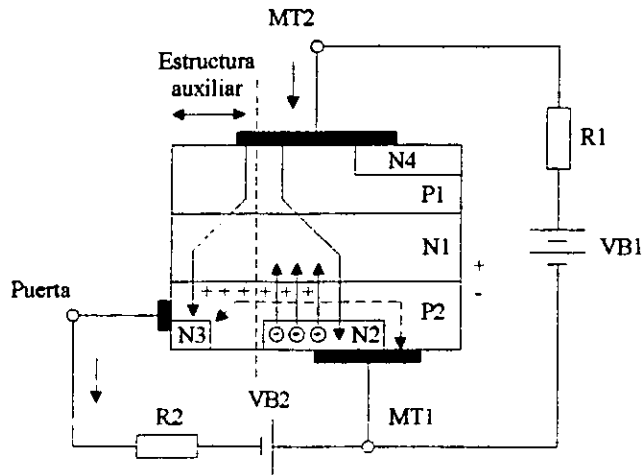 MT2
Estructura
auxiliar
N4
R1
P1
N1
VB1
+
-
Puerta
+ + + + + +
P2
N3
N2
VB2
R2
MT1